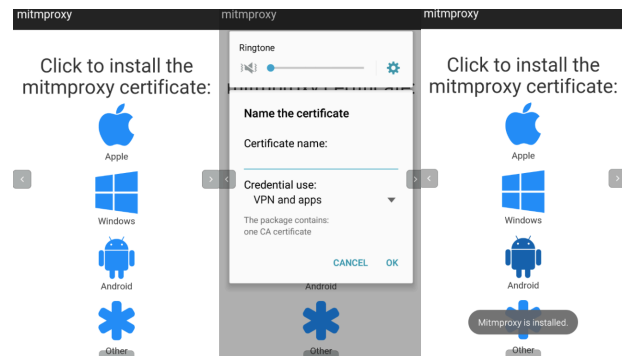 mitmproxy
Click to install the
mitmproxy certificate:
Apple
Windows
Android
Other
mitmproxy
Ringtone
Name the certificate
Certificate name:
Credential use:
VPN and apps
The package contains:
one CA certificate
CANCEL
OK
Android
Other
mitmproxy
Click to install the
mitmproxy certificate:
Apple
Windows
Android
Mitmproxy is installed.
Other